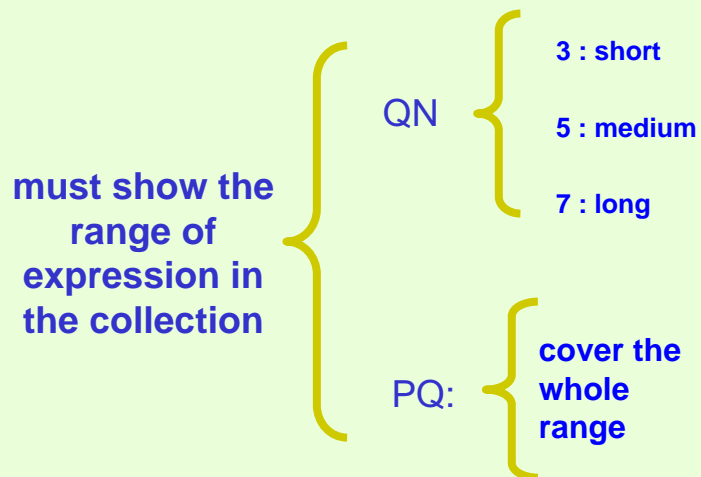 must show the
range of
expression in
the collection
QN
3 : short
5 : medium
7 : long
PQ:
cover the
whole
range